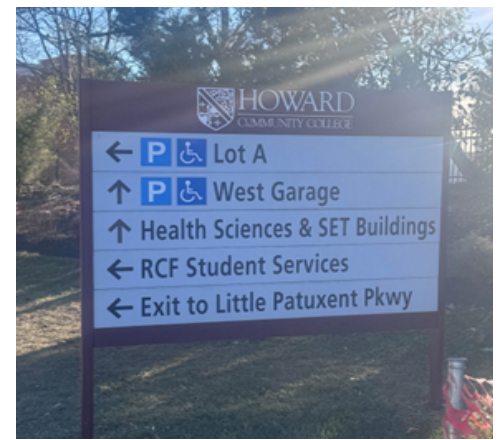 HOWARD
COMMUNITY COLLEGE
← P Lot A
↑ P West Garage
↑ Health Sciences & SET Buildings
← RCF Student Services
← Exit to Little Patuxent Pkwy